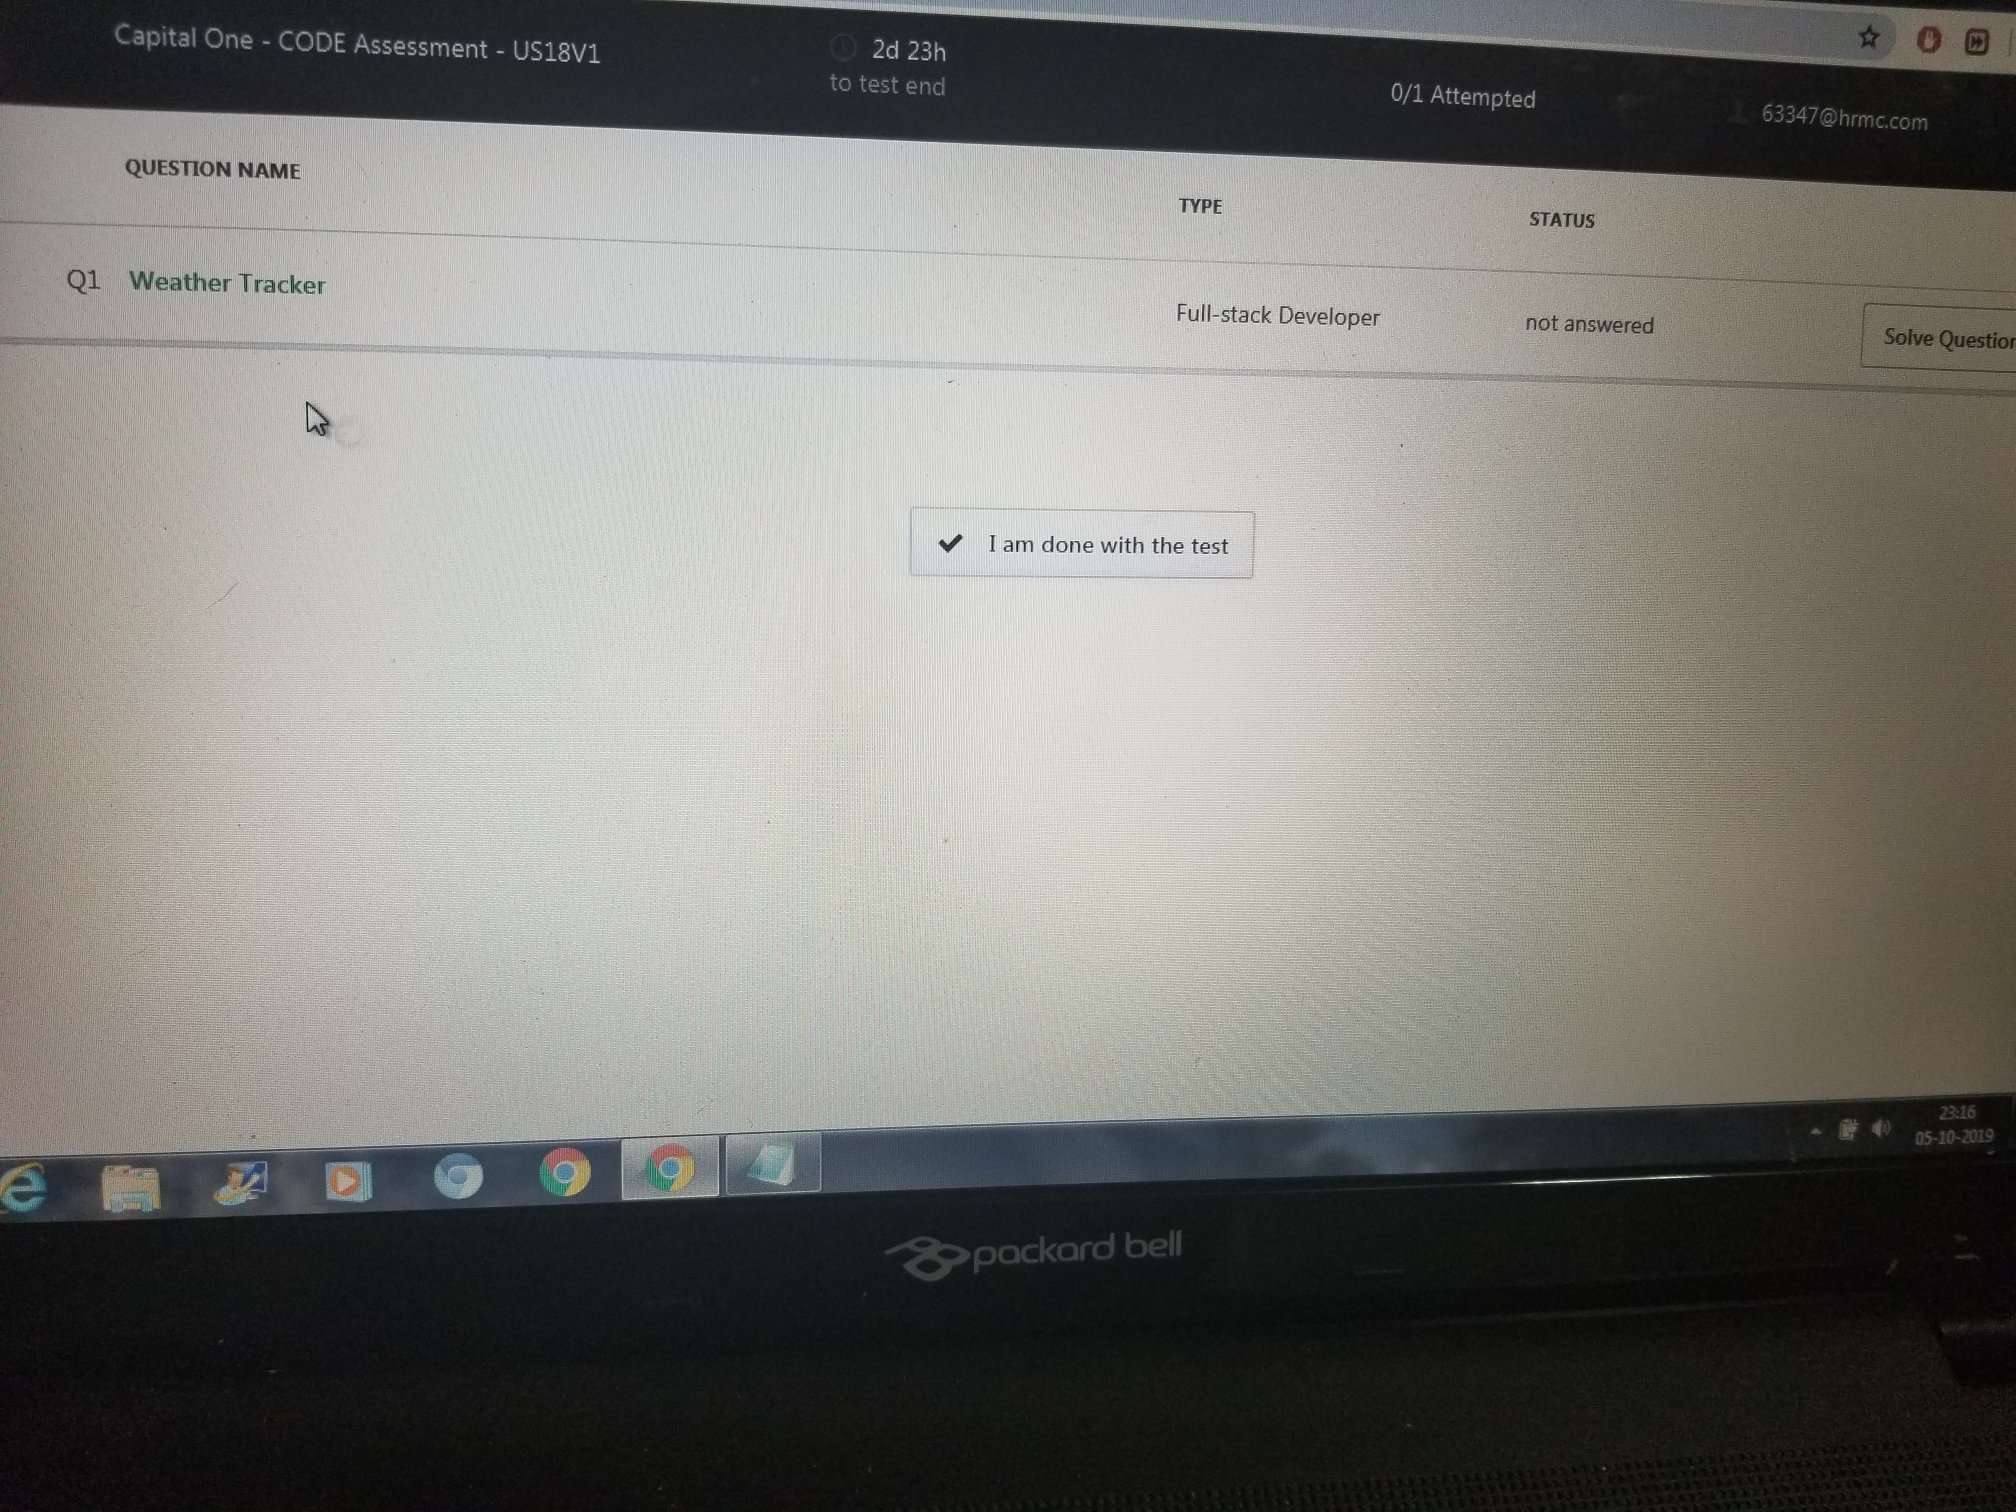 Capital One - CODE Assessment - US18V1
2d 23h
to test end
0/1 Attempted
63347@hrmc.com
QUESTION NAME
TYPE
STATUS
Q1 Weather Tracker
Full-stack Developer
not answered
Solve Question
I am done with the test
23:16
05-10-2019
packard bell